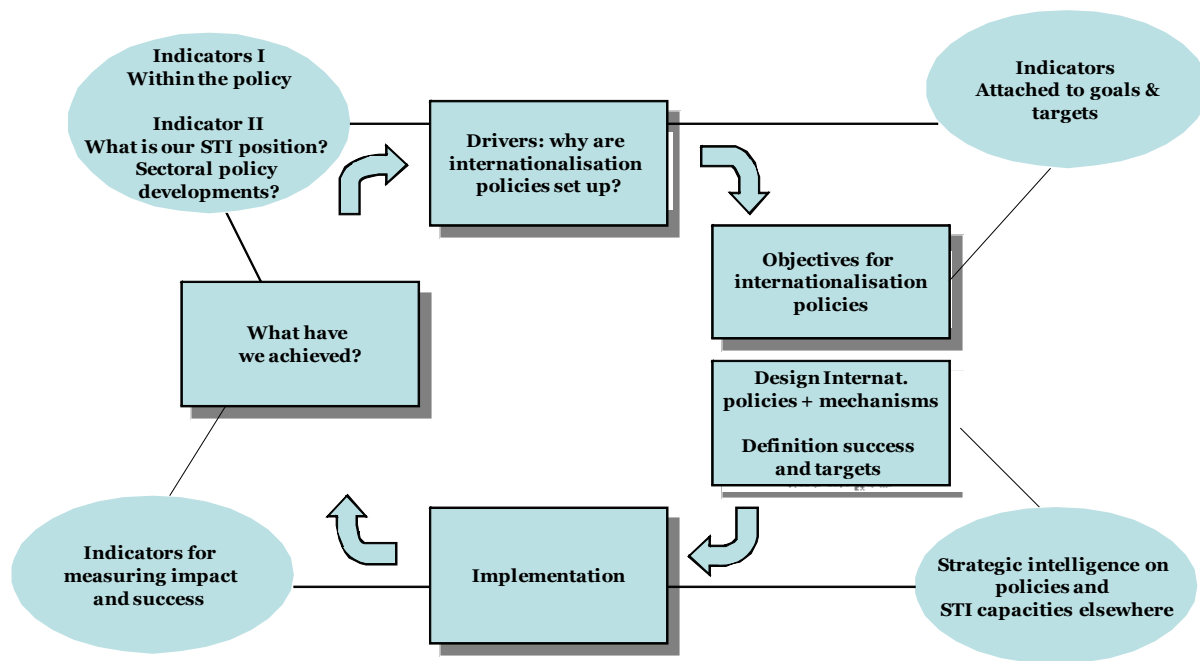 Indicators I
Within the policy
Indicator II
What is our STI position?
Sectoral policy
developments?
Drivers: why are
internationalisation
policies set up?
Indicators
Attached to goals &
targets
Objectives for
internationalisation
policies
What have
we achieved?
Design Internat.
policies + mechanisms
Definition success
and targets
Indicators for
measuring impact
and success
Implementation
Strategic intelligence on
policies and
STI capacities elsewhere